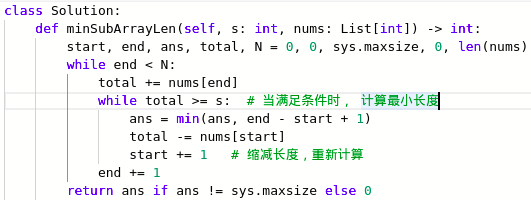 class Solution:
    def minSubArrayLen(self, s: int, nums: List[int]) -> int:
        start, end, ans, total, N = 0, 0, sys.maxsize, 0, len(nums)
        while end < N:
            total += nums[end]
            while total >= s:  # 当满足条件时， 计算最小长度
                ans = min(ans, end - start + 1)
                total -= nums[start]
                start += 1   # 缩减长度，重新计算
            end += 1
        return ans if ans != sys.maxsize else 0